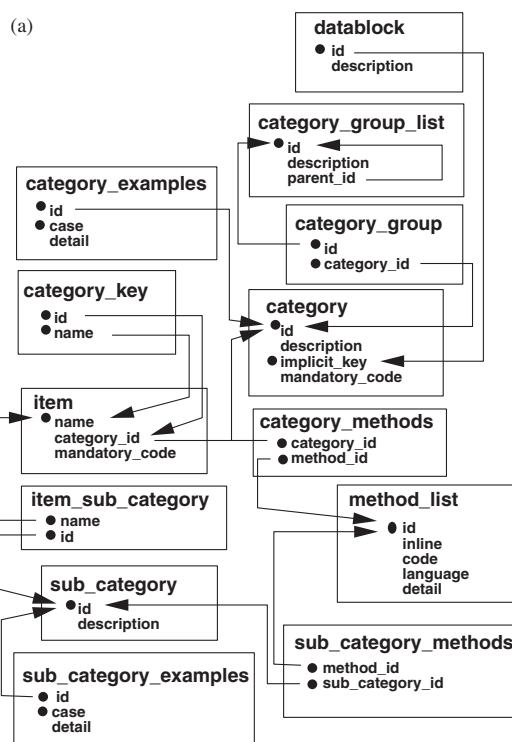 (a)
datablock
id
description
category_group_list
id
description
parent_id
category_examples
id
case
detail
category_group
id
category_id
category_key
id
name
category
id
description
implicit_key
mandatory_code
item
name
category_id
mandatory_code
category_methods
category_id
method_id
item_sub_category
name
id
method_list
id
inline
code
language
detail
sub_category
id
description
sub_category_methods
method_id
sub_category_id
sub_category_examples
id
case
detail